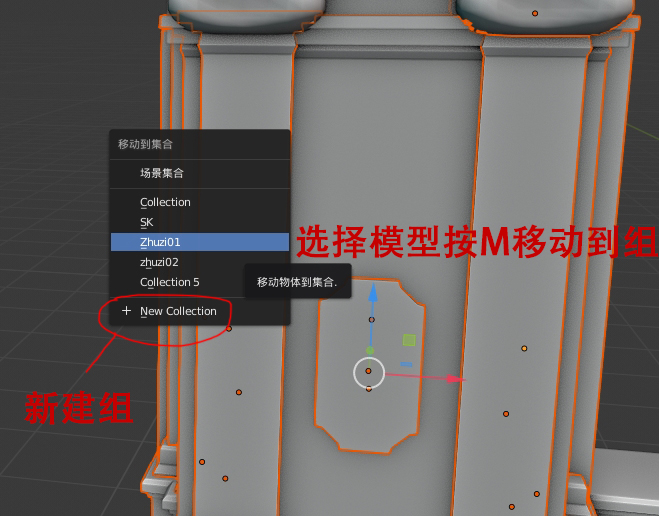 移动到集合
场景集合
Collection
SK
Zhuzi01
选择模型按M移动到组
zhuzi02
移动物体到集合.
Collection 5
+ New Collection
新建组